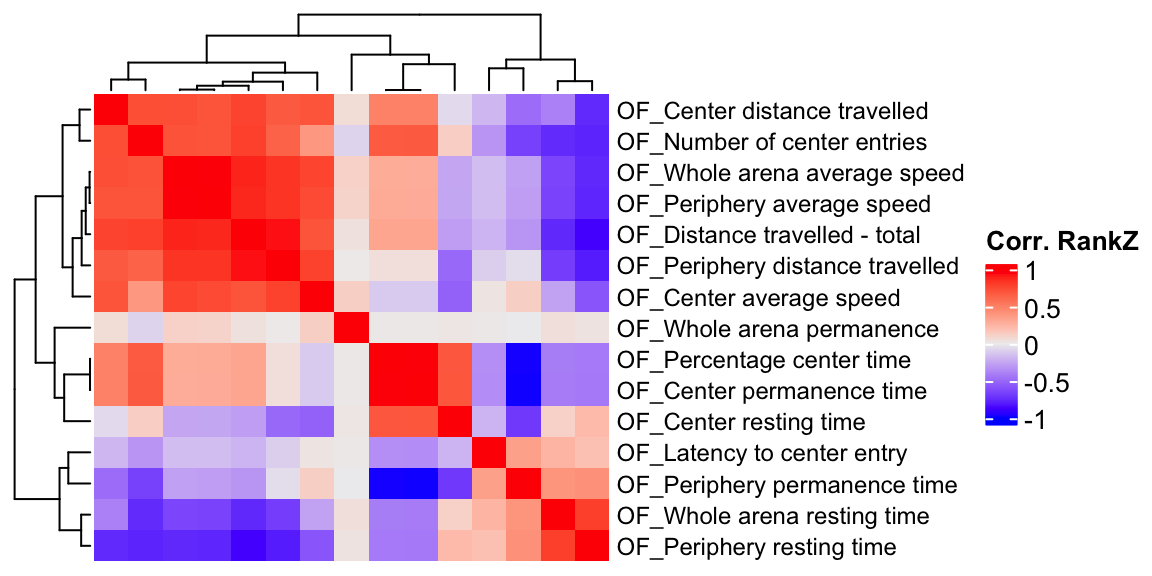 OF_Center distance travelled
OF_Number of center entries
OF_Whole arena average speed
OF_Periphery average speed
OF_Distance travelled - total
OF_Periphery distance travelled
OF_Center average speed
OF_Whole arena permanence
OF_Percentage center time
OF_Center permanence time
OF_Center resting time
OF_Latency to center entry
OF_Periphery permanence time
OF_Whole arena resting time
OF_Periphery resting time
Corr. RankZ
1
0.5
0
-0.5
-1